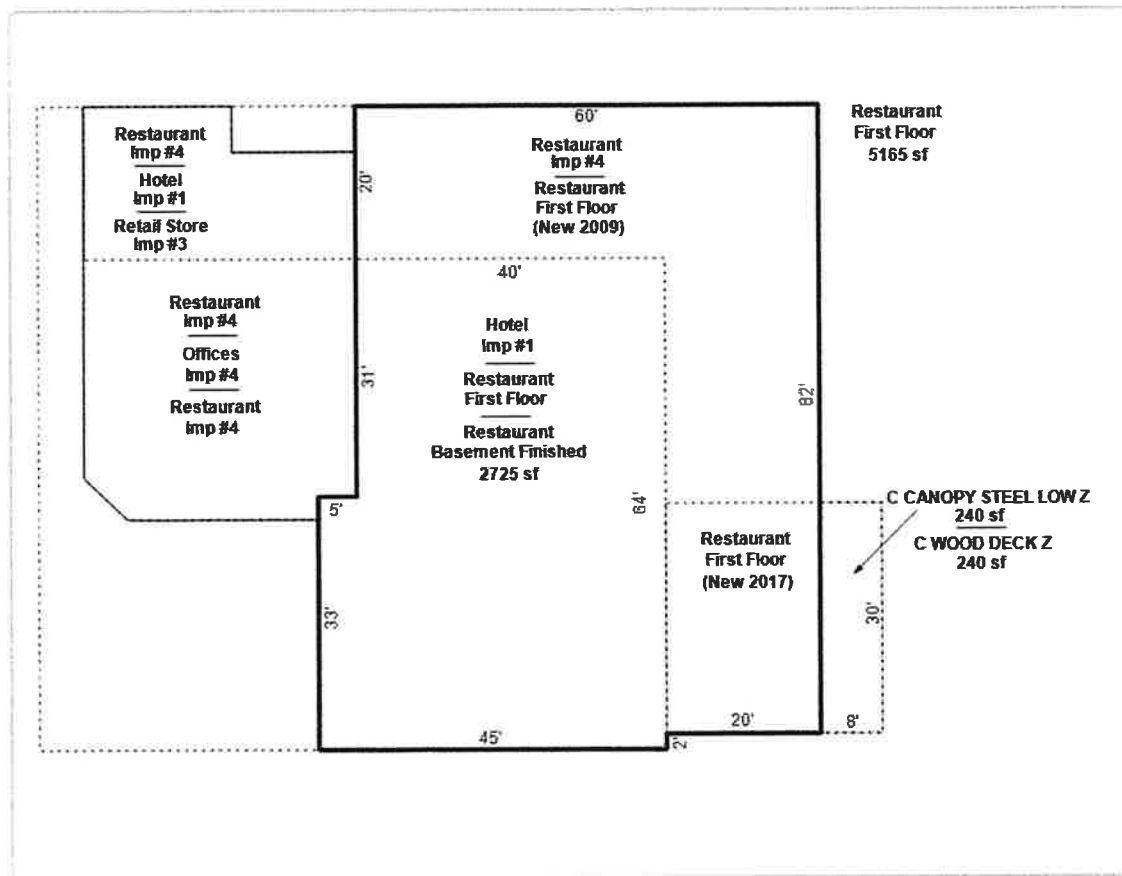 60'
Restaurant
First Floor
5165 sf
Restaurant
Imp #4
Hotel
Imp #1
Retail Store
Imp #3
Restaurant
Imp #4
Restaurant
First Floor
(New 2009)
20'
40'
Restaurant
Imp #4
Offices
Imp #4
Restaurant
Imp #4
31'
Hotel
Imp #1
Restaurant
First Floor
Restaurant
Basement Finished
2725 sf
82'
64'
5'
C CANOPY STEEL LOW Z
240 sf
C WOOD DECK Z
240 sf
Restaurant
First Floor
(New 2017)
33'
30'
45'
2'
20'
8'